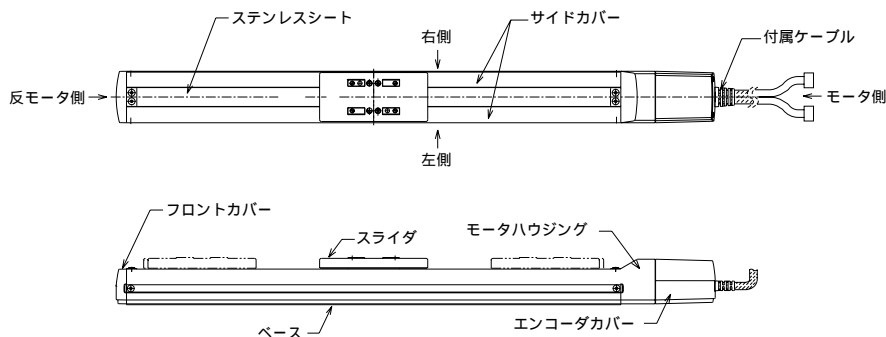 ステンレスシート
サイドカバー
右側
付属ケーブル
反モータ側
モータ側
左側
フロントカバー
スライダ
モータハウジング
ベース
エンコーダカバー